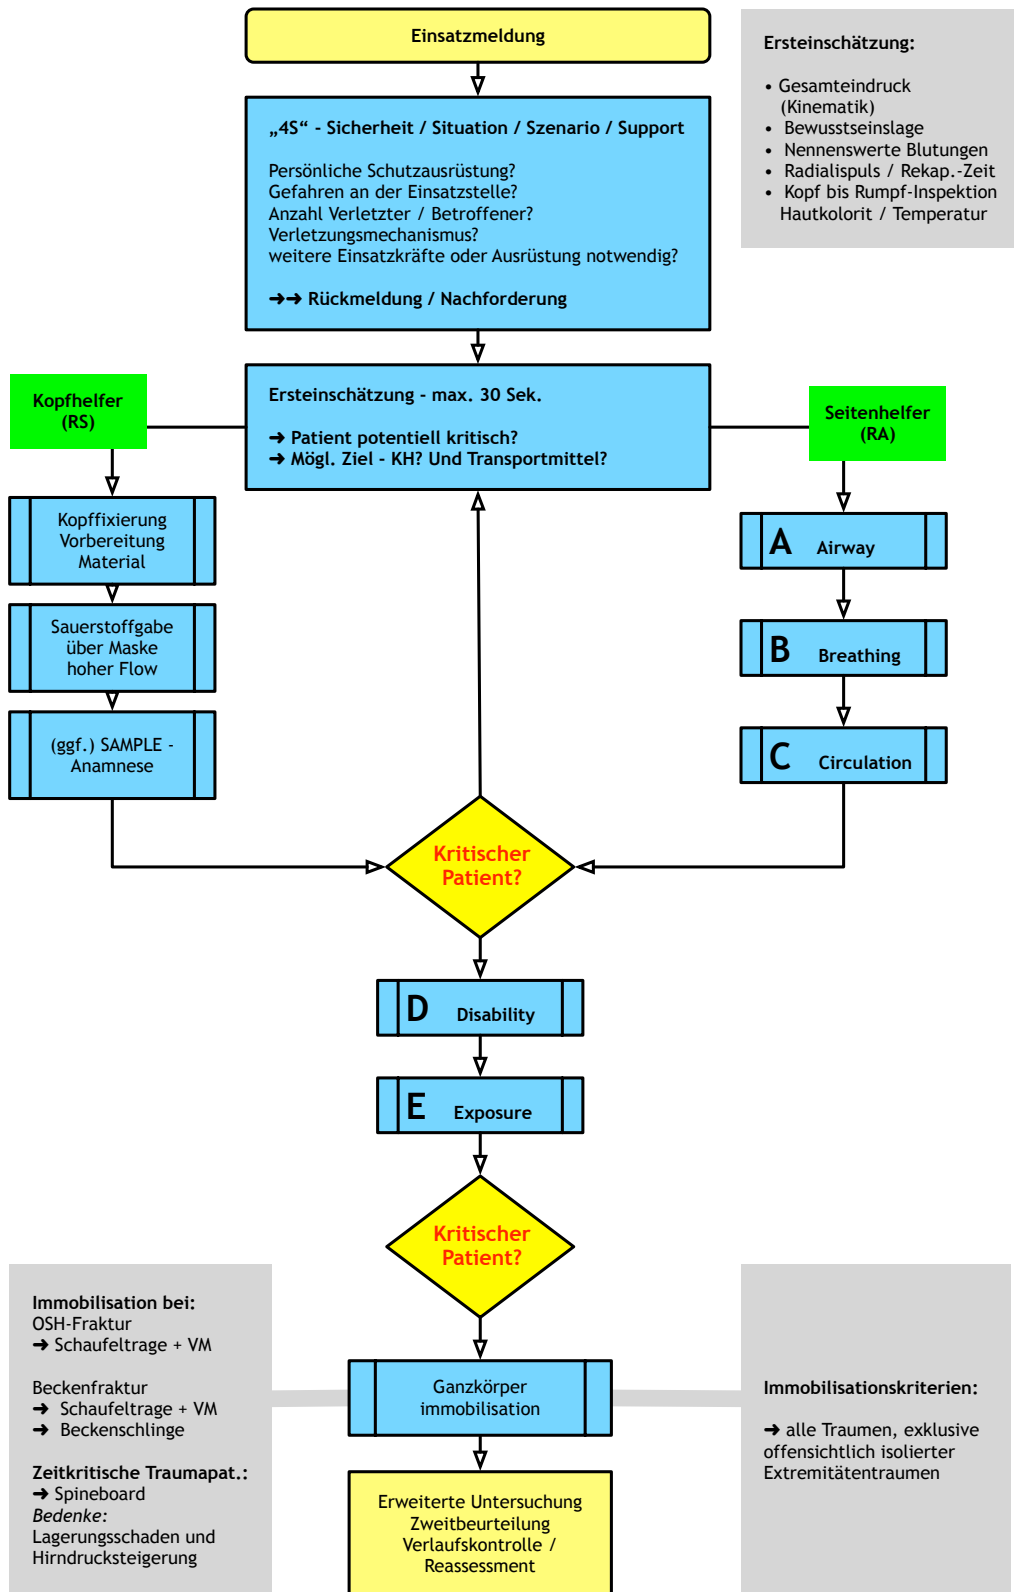 Einsatzmeldung
Ersteinschätzung:
• Gesamteindruck
(Kinematik)
• Bewusstseinslage
• Nennenswerte Blutungen
• Radialispuls / Rekap.-Zeit
• Kopf bis Rumpf-Inspektion
Hautkolorit / Temperatur
„4S“ - Sicherheit / Situation / Szenario / Support
Persönliche Schutzausrüstung?
Gefahren an der Einsatzstelle?
Anzahl Verletzter / Betroffener?
Verletzungsmechanismus?
weitere Einsatzkräfte oder Ausrüstung notwendig?
➜➜ Rückmeldung / Nachforderung
Kopfhelfer
(RS)
Ersteinschätzung - max. 30 Sek.
➜ Patient potentiell kritisch?
➜ Mögl. Ziel - KH? Und Transportmittel?
Seitenhelfer
(RA)
Kopffixierung
Vorbereitung
Material
Sauerstoffgabe
über Maske
hoher Flow
(ggf.) SAMPLE -
Anamnese
A Airway
B Breathing
C Circulation
Kritischer
Patient?
D Disability
E Exposure
Kritischer
Patient?
Immobilisation bei:
OSH-Fraktur
➜ Schaufeltrage + VM
Beckenfraktur
➜ Schaufeltrage + VM
➜ Beckenschlinge
Zeitkritische Traumapat.:
➜ Spineboard
Bedenke:
Lagerungsschaden und
Hirndrucksteigerung
Ganzkörper
immobilisation
Immobilisationskriterien:
➜ alle Traumen, exklusive
offensichtlich isolierter
Extremitätentraumen
Erweiterte Untersuchung
Zweitbeurteilung
Verlaufskontrolle /
Reassessment